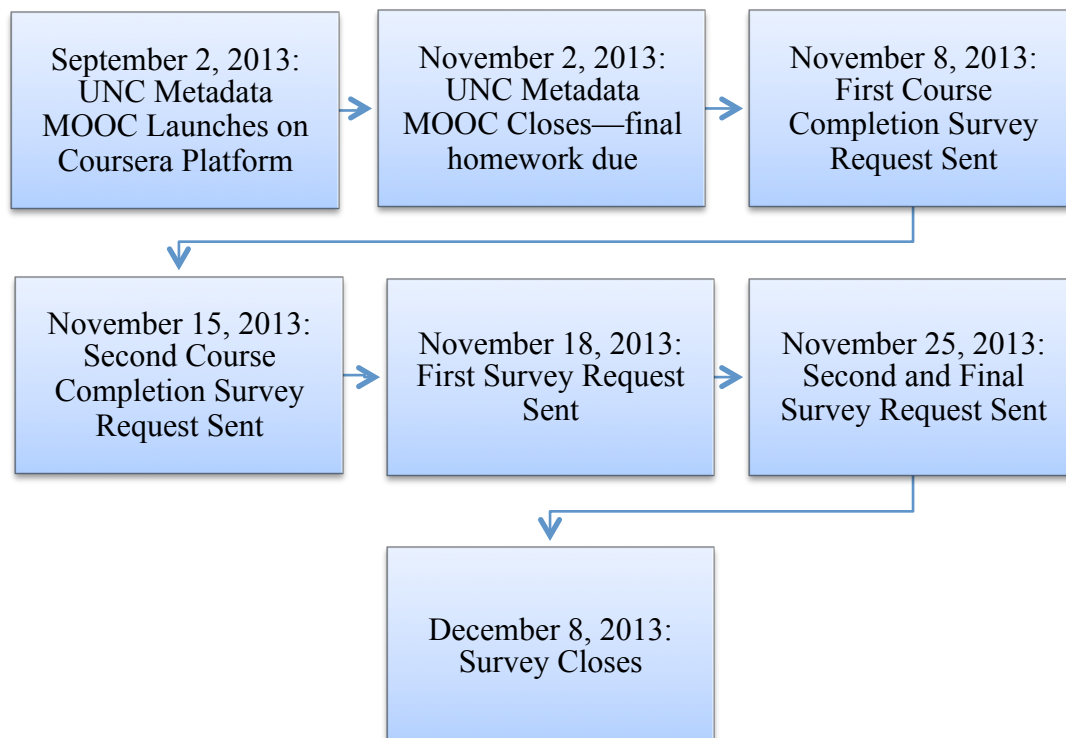 September 2, 2013:
UNC Metadata
MOOC Launches on
Coursera Platform
November 2, 2013:
UNC Metadata
MOOC Closes—final
homework due
November 8, 2013:
First Course
Completion Survey
Request Sent
November 15, 2013:
Second Course
Completion Survey
Request Sent
November 18, 2013:
First Survey Request
Sent
November 25, 2013:
Second and Final
Survey Request Sent
December 8, 2013:
Survey Closes